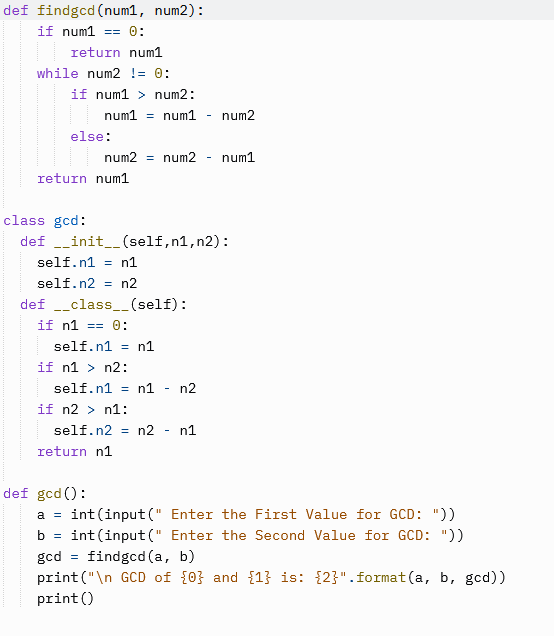 def findgcd(num1, num2):
    if num1 == 0:
        return num1
    while num2 != 0:
        if num1 > num2:
            num1 = num1 - num2
        else:
            num2 = num2 - num1
    return num1

class gcd:
  def __init__(self,n1,n2):
    self.n1 = n1
    self.n2 = n2
  def __class__(self):
    if n1 == 0:
      self.n1 = n1
    if n1 > n2:
      self.n1 = n1 - n2
    if n2 > n1:
      self.n2 = n2 - n1
    return n1

def gcd():
    a = int(input(" Enter the First Value for GCD: "))
    b = int(input(" Enter the Second Value for GCD: "))
    gcd = findgcd(a, b)
    print("\n GCD of {0} and {1} is: {2}".format(a, b, gcd))
    print()